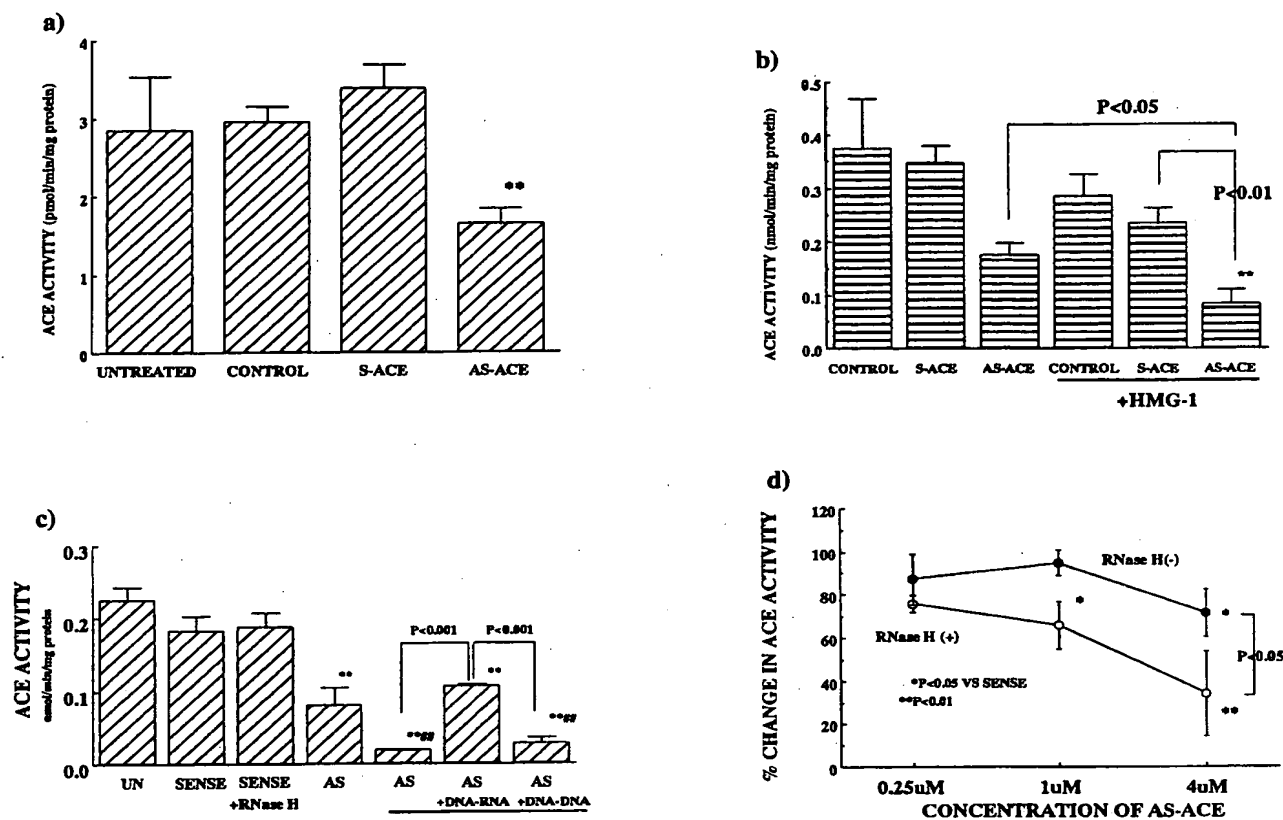 a)
ACE ACTIVITY (pmol/min/mg protein)
4
3
2
1
0
**
UNTREATED CONTROL S-ACE AS-ACE
b)
ACE ACTIVITY (nmol/min/mg protein)
0.5
0.4
0.3
0.2
0.1
0.0
P<0.05
P<0.01
**
CONTROL S-ACE AS-ACE CONTROL S-ACE AS-ACE
+HMG-1
c)
ACE ACTIVITY
nmol/min/mg protein
0.3
0.2
0.1
0.0
P<0.001 P<0.001
**
**##
**
**##
UN SENSE SENSE AS AS AS AS
+RNase H +DNA-RNA +DNA-DNA
d)
% CHANGE IN ACE ACTIVITY
120
100
80
60
40
20
0
RNase H(-)
*
*
RNase H (+)
P<0.05
*P<0.05 VS SENSE
**P<0.01
**
0.25uM 1uM 4uM
CONCENTRATION OF AS-ACE